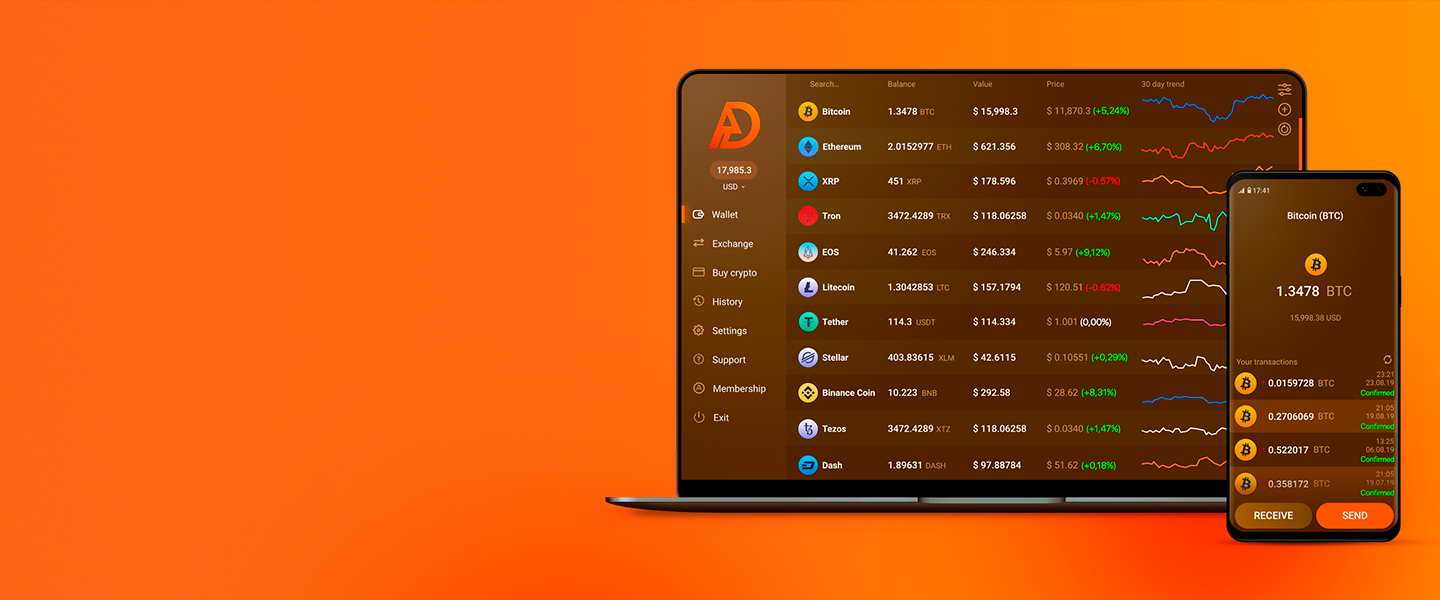 Search...  Balance  Value  Price  30 day trend
Bitcoin  1.3478 BTC  $ 15,998.3  $ 11,870.3 (+5,24%)
Ethereum  2.0152977 ETH  $ 621.356  $ 308.32 (+6,70%)
XRP  451 XRP  $ 178.596  $ 0.3969 (-0.57%)
Tron  3472.4289 TRX  $ 118.06258  $ 0.0340 (+1,47%)
EOS  41.262 EOS  $ 246.334  $ 5.97 (+9,12%)
Litecoin  1.3042853 LTC  $ 157.1794  $ 120.51 (-0.62%)
Tether  114.3 USDT  $ 114.334  $ 1.001 (0,00%)
Stellar  403.83615 XLM  $ 42.6115  $ 0.10551 (+0,29%)
Binance Coin  10.223 BNB  $ 292.58  $ 28.62 (+8,31%)
Tezos  3472.4289 XTZ  $ 118.06258  $ 0.0340 (+1,47%)
Dash  1.89631 DASH  $ 97.88784  $ 51.62 (+0,18%)
AD
17,985.3
USD
Wallet
Exchange
Buy crypto
History
Settings
Support
Membership
Exit
17:41
Bitcoin (BTC)
1.3478 BTC
15,998.38 USD
Your transactions
23:21
0.0159728 BTC  23.08.19
Confirmed
21:05
0.2706069 BTC  19.08.19
Confirmed
13:25
0.522017 BTC  06.08.19
Confirmed
21:05
0.358172 BTC  19.07.19
Confirmed
RECEIVE  SEND